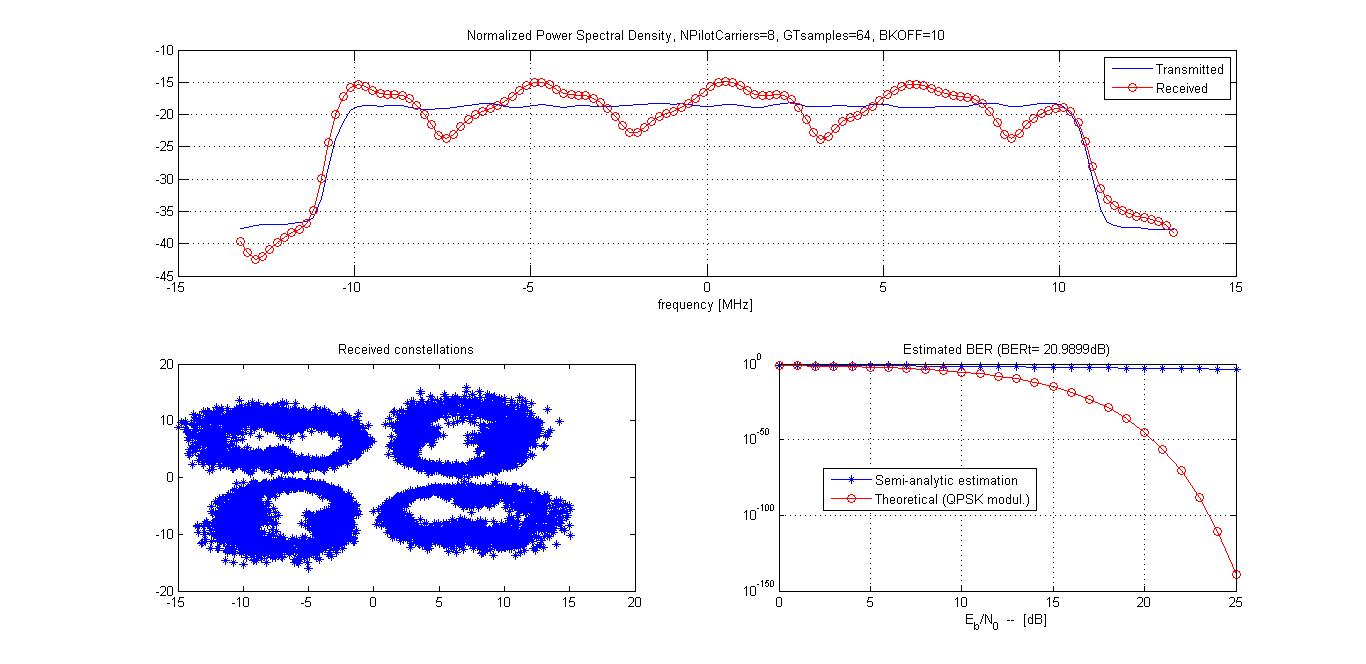 Normalized Power Spectral Density, NPilotCarriers=8, GTsamples=64, BKOFF=10
-10
-15
-20
-25
-30
-35
-40
-45
Transmitted
Received
-15 -10 -5 0 5 10 15
frequency [MHz]
Received constellations
20
10
0
-10
-20
-15 -10 -5 0 5 10 15 20
Estimated BER (BERt= 20.9899dB)
10^0
10^-50
10^-100
10^-150
Semi-analytic estimation
Theoretical (QPSK modul.)
0 5 10 15 20 25
E_b/N_0 -- [dB]